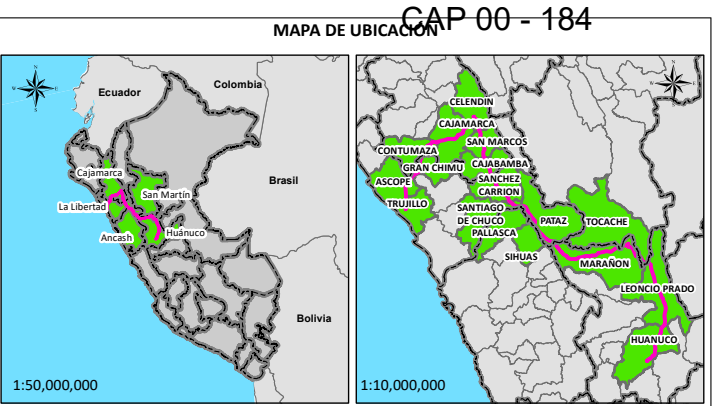 CAP 00 - 184
MAPA DE UBICACIÓN
N
Ecuador
Colombia
Cajamarca
San Martín
Brasil
La Libertad
Huánuco
Ancash
Bolivia
1:50,000,000
N
CELENDIN
CAJAMARCA
SAN MARCOS
CONTUMAZA
CAJABAMBA
GRAN CHIMU
ASCOPE
SANCHEZ
CARRION
TRUJILLO
SANTIAGO
DE CHUCO
PATAZ
TOCACHE
PALLASCA
SIHUAS
MARAÑON
LEONCIO PRADO
HUANUCO
1:10,000,000